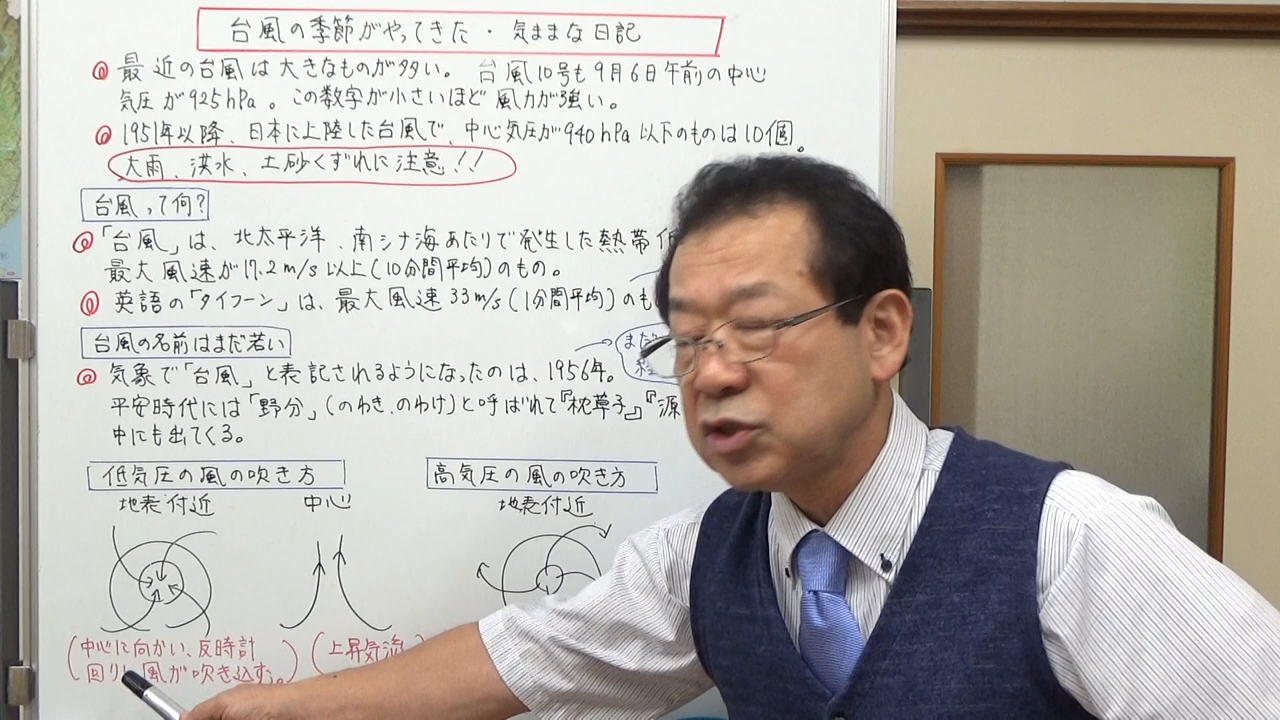 台風の季節がやってきた・気ままな日記
最近の台風は大きなものが多い。台風10号も9月6日午前の中心
気圧が925hPa。この数字が小さいほど風力が強い。
1951年以降、日本に上陸した台風で、中心気圧が940hPa以下のものは10個。
大雨、洪水、土砂くずれに注意!!
台風って何?
「台風」は、北太平洋、南シナ海あたりで発生した熱帯低
最大風速が17.2m/s以上(10分間平均)のもの。
英語の「タイフーン」は、最大風速33m/s(1分間平均)のも
台風の名前はまだ若い
まだ
気象で「台風」と表記されるようになったのは、1956年。
平安時代には「野分」(のわき、のわけ)と呼ばれて『枕草子』『源
中にも出てくる。
低気圧の風の吹き方 高気圧の風の吹き方
地表付近 中心 地表付近
(中心に向かい、反時計 (上昇気流
回り 風が吹き込む。)